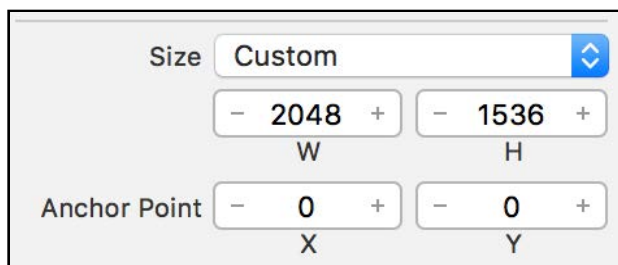 Size Custom
− 2048 + − 1536 +
W H
Anchor Point − 0 + − 0 +
X Y